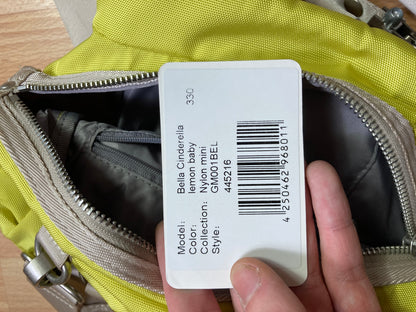 330
Model: Bella Cinderella
Color: lemon baby
Collection: Nylon mini
Style: GM001BEL
445216
4 250462 968011